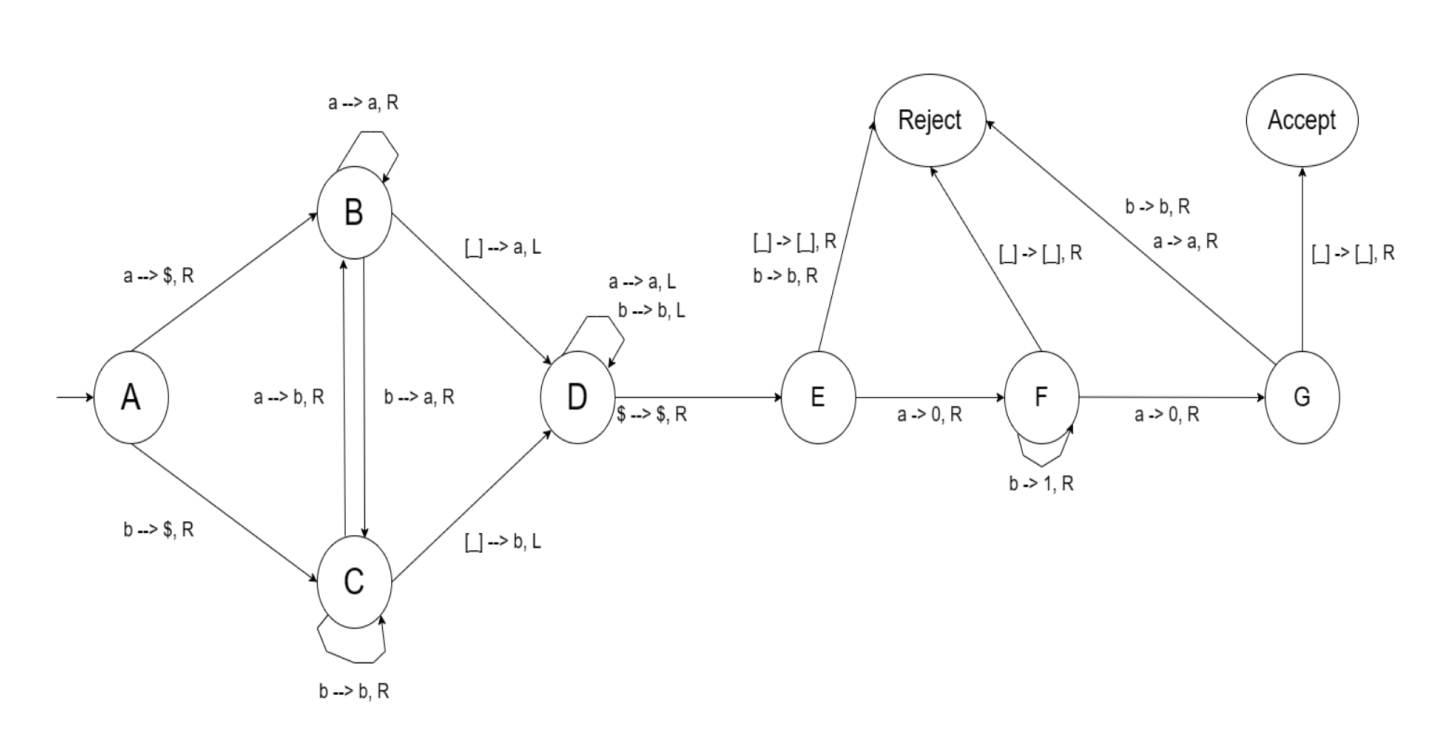 a --> a, R
Reject
Accept
B
b -> b, R
a -> a, R
[_] -> [_], R
b -> b, R
[_] --> a, L
[_] -> [_], R
[_] -> [_], R
a --> $, R
a --> a, L
b --> b, L
A
a --> b, R
b --> a, R
D
$ --> $, R
E
a -> 0, R
F
a -> 0, R
G
b -> 1, R
b --> $, R
[_] --> b, L
C
b --> b, R